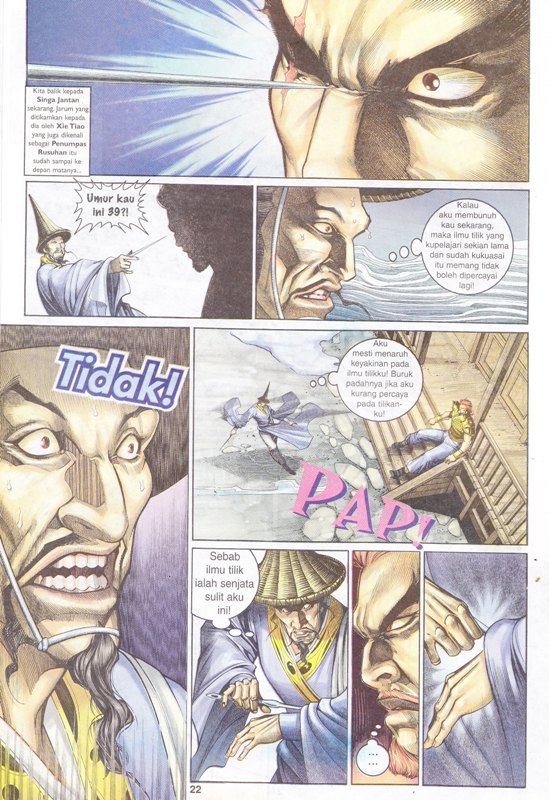 Kita balik kepada
Singa Jantan
sekarang. Jarum yang
ditikamkan kepada
dia oleh Xie Tiao
yang juga dikenali
sebagai Penumpas
Rusuhan itu
sudah sampai ke
depan matanya...
Umur kau
ini 39?!
Kalau
aku membunuh
kau sekarang,
maka ilmu tilik yang
kupelajari sekian lama
dan sudah kukuasai
itu memang tidak
boleh dipercayai
lagi!
Tidak!
Aku
mesti menaruh
keyakinan pada
ilmu tilikku! Buruk
padahnya jika aku
kurang percaya
pada tilikan-
ku!
PAP!
Sebab
ilmu tilik
ialah senjata
sulit aku
ini!
...
...
22